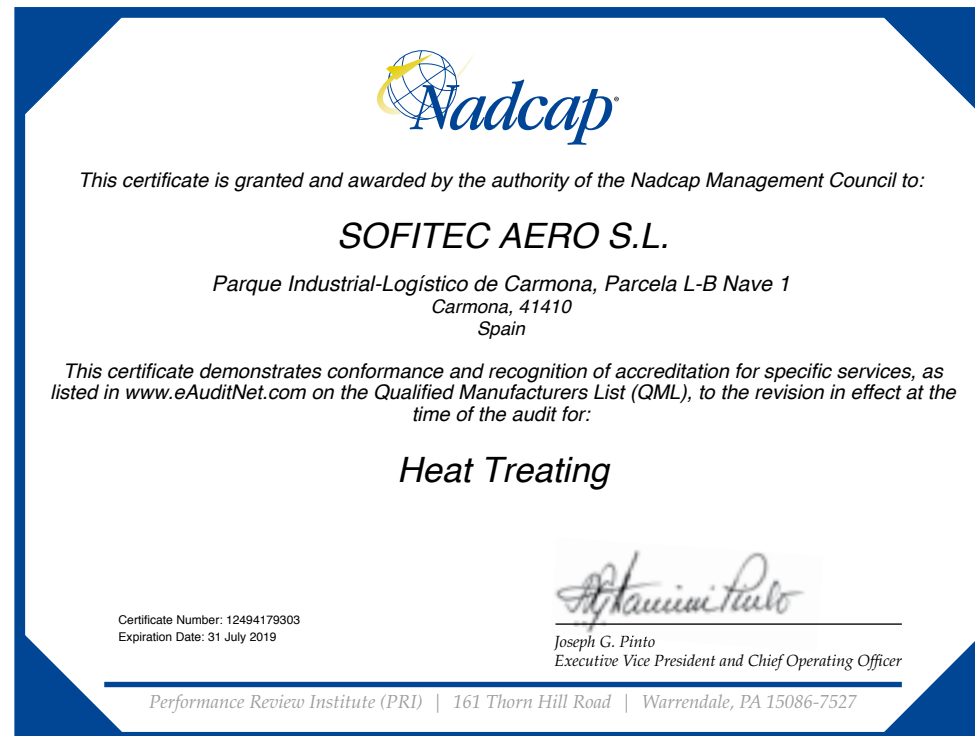 Nadcap
This certificate is granted and awarded by the authority of the Nadcap Management Council to:
SOFITEC AERO S.L.
Parque Industrial-Logístico de Carmona, Parcela L-B Nave 1
Carmona, 41410
Spain
This certificate demonstrates conformance and recognition of accreditation for specific services, as
listed in www.eAuditNet.com on the Qualified Manufacturers List (QML), to the revision in effect at the
time of the audit for:
Heat Treating
Certificate Number: 12494179303
Expiration Date: 31 July 2019
Joseph G. Pinto
Executive Vice President and Chief Operating Officer
Performance Review Institute (PRI) | 161 Thorn Hill Road | Warrendale, PA 15086-7527